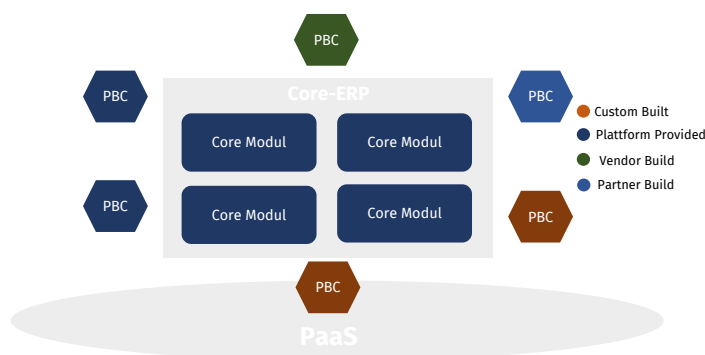 PBC
PBC
Core-ERP
PBC
Core Modul
Core Modul
Core Modul
Core Modul
PBC
PBC
PBC
PaaS
Custom Built
Plattform Provided
Vendor Build
Partner Build